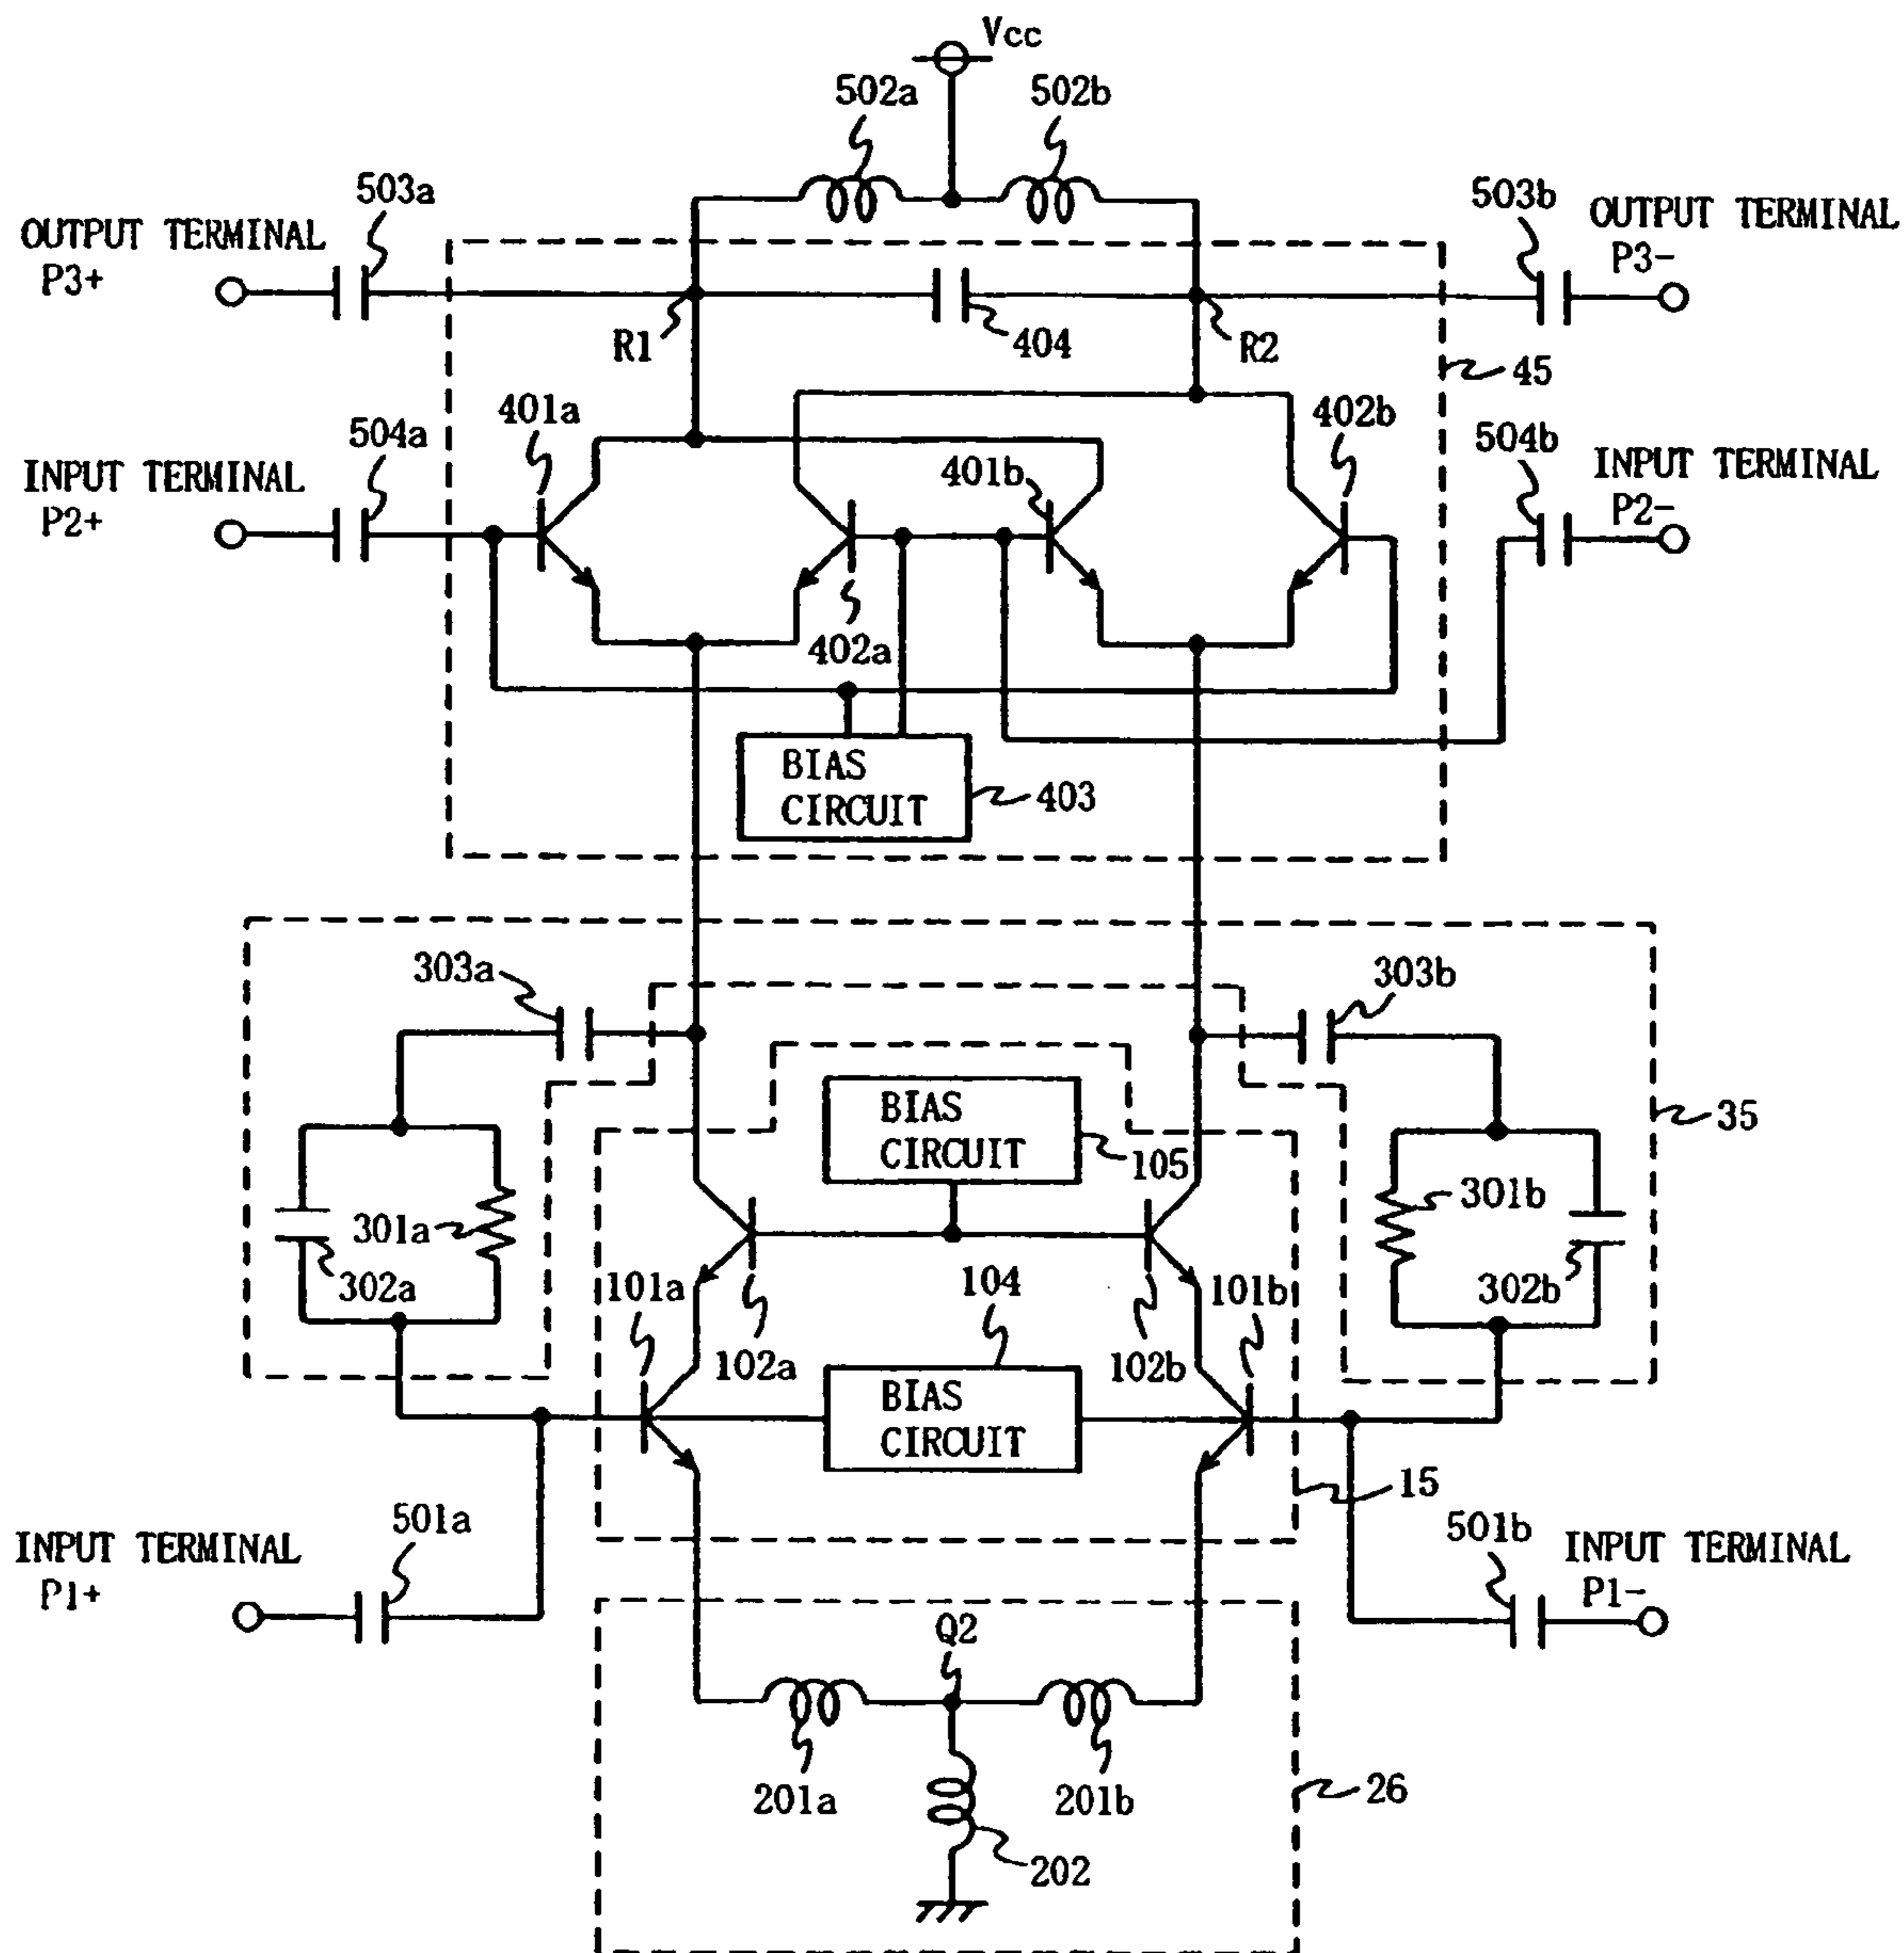 Vcc
502a
502b
503a
503b
OUTPUT TERMINAL
P3+
OUTPUT TERMINAL
P3-
R1
404
R2
45
401a
402b
504a
504b
INPUT TERMINAL
P2+
401b
INPUT TERMINAL
P2-
402a
BIAS
CIRCUIT
403
303a
303b
BIAS
CIRCUIT
105
35
301a
301b
302a
302b
101a
104
101b
102a
102b
BIAS
CIRCUIT
15
501a
501b
INPUT TERMINAL
P1+
INPUT TERMINAL
P1-
Q2
201a
201b
26
202